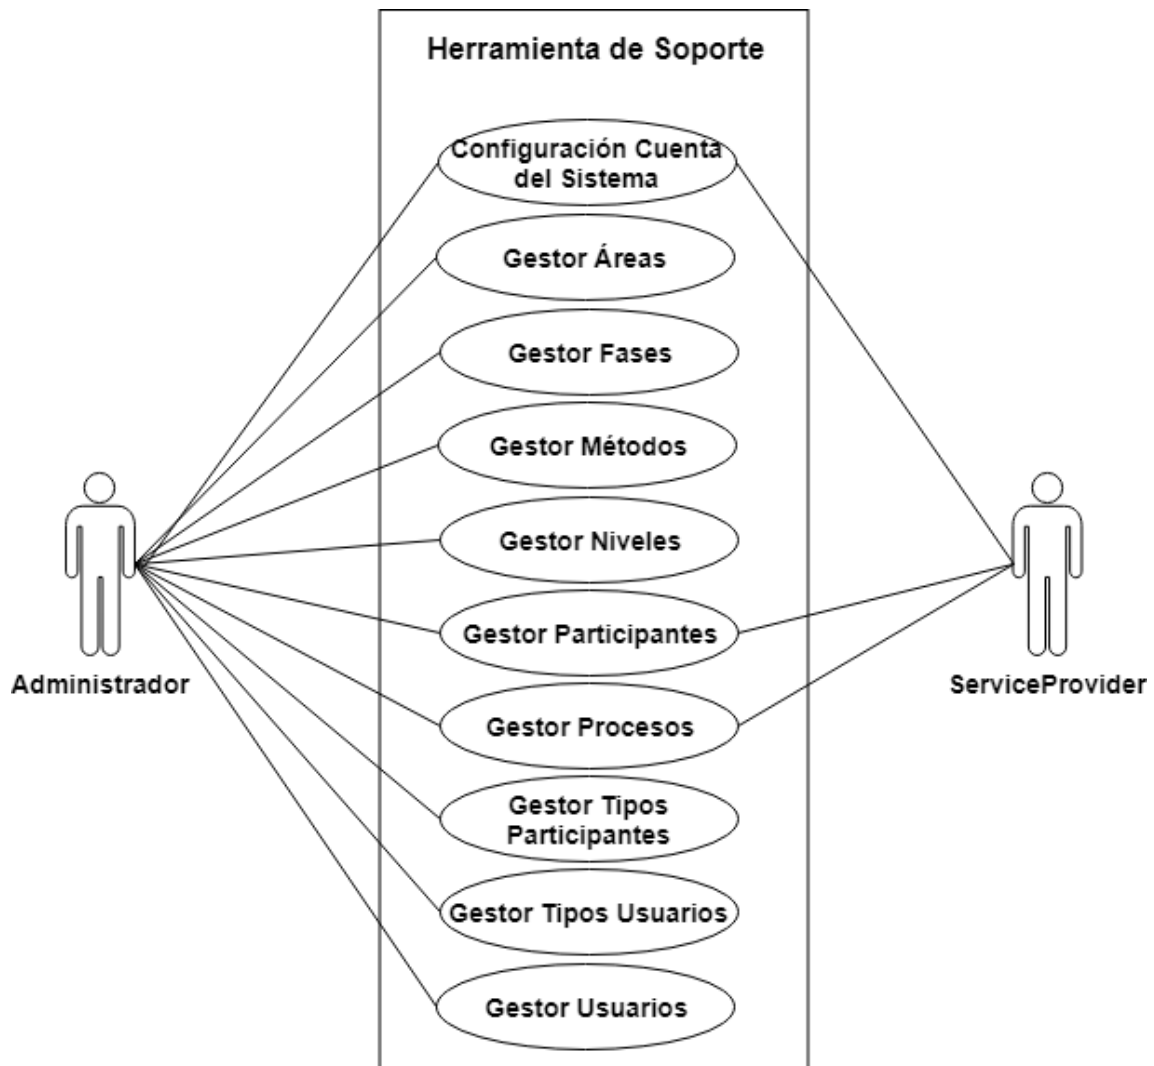 Herramienta de Soporte
Configuración Cuenta
del Sistema
Gestor Áreas
Gestor Fases
Gestor Métodos
Gestor Niveles
Gestor Participantes
Administrador
ServiceProvider
Gestor Procesos
Gestor Tipos
Participantes
Gestor Tipos Usuarios
Gestor Usuarios